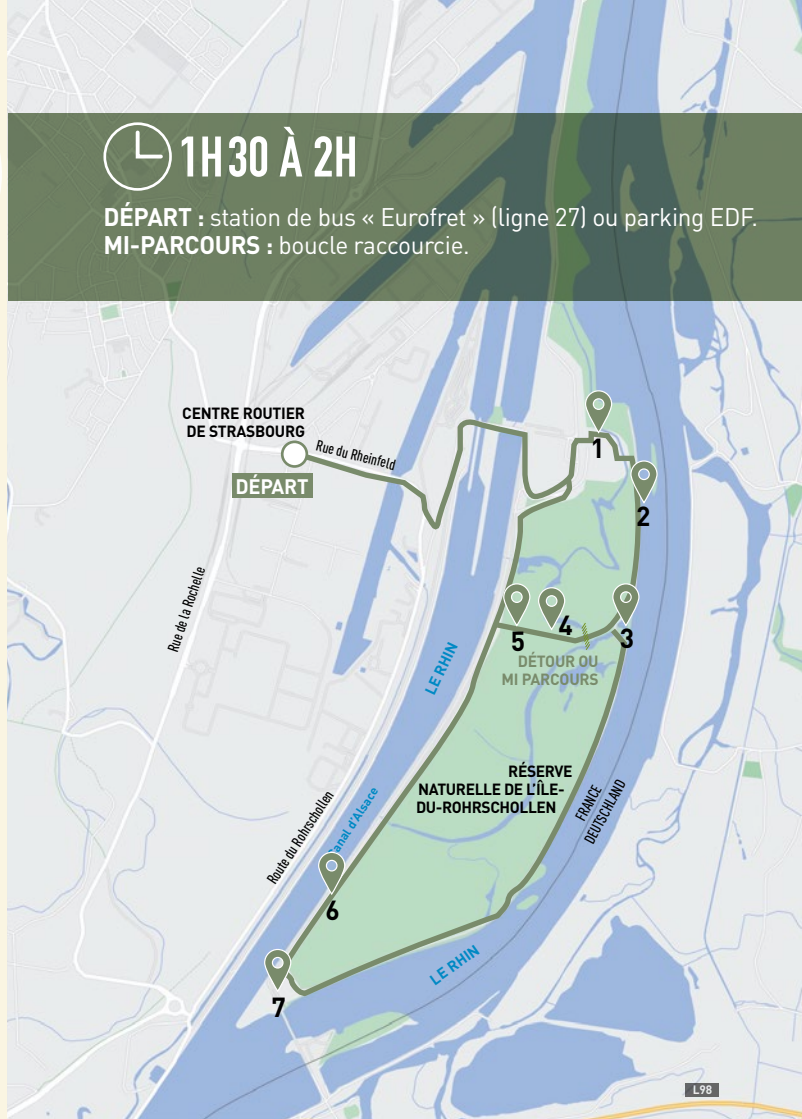 1H30 À 2H
DÉPART : station de bus « Eurofret » (ligne 27) ou parking EDF.
MI-PARCOURS : boucle raccourcie.
CENTRE ROUTIER
DE STRASBOURG
Rue du Rheinfeld
DÉPART
1
2
Rue de la Rochelle
3
4
5
DÉTOUR OU
MI PARCOURS
LE RHIN
RÉSERVE
NATURELLE DE L'ÎLE-
DU-ROHRSCHOLLEN
FRANCE
DEUTSCHLAND
Route du Rohrschollen
Canal d'Alsace
6
LE RHIN
7
L98